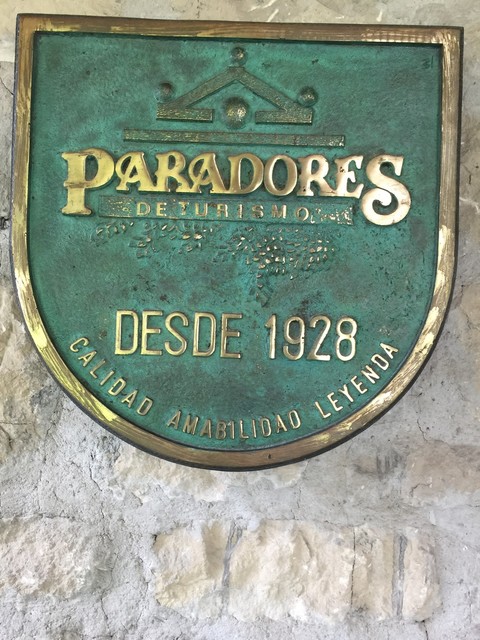 PARADORES
DE TURISMO
DESDE 1928
CALIDAD AMABILIDAD LEYENDA